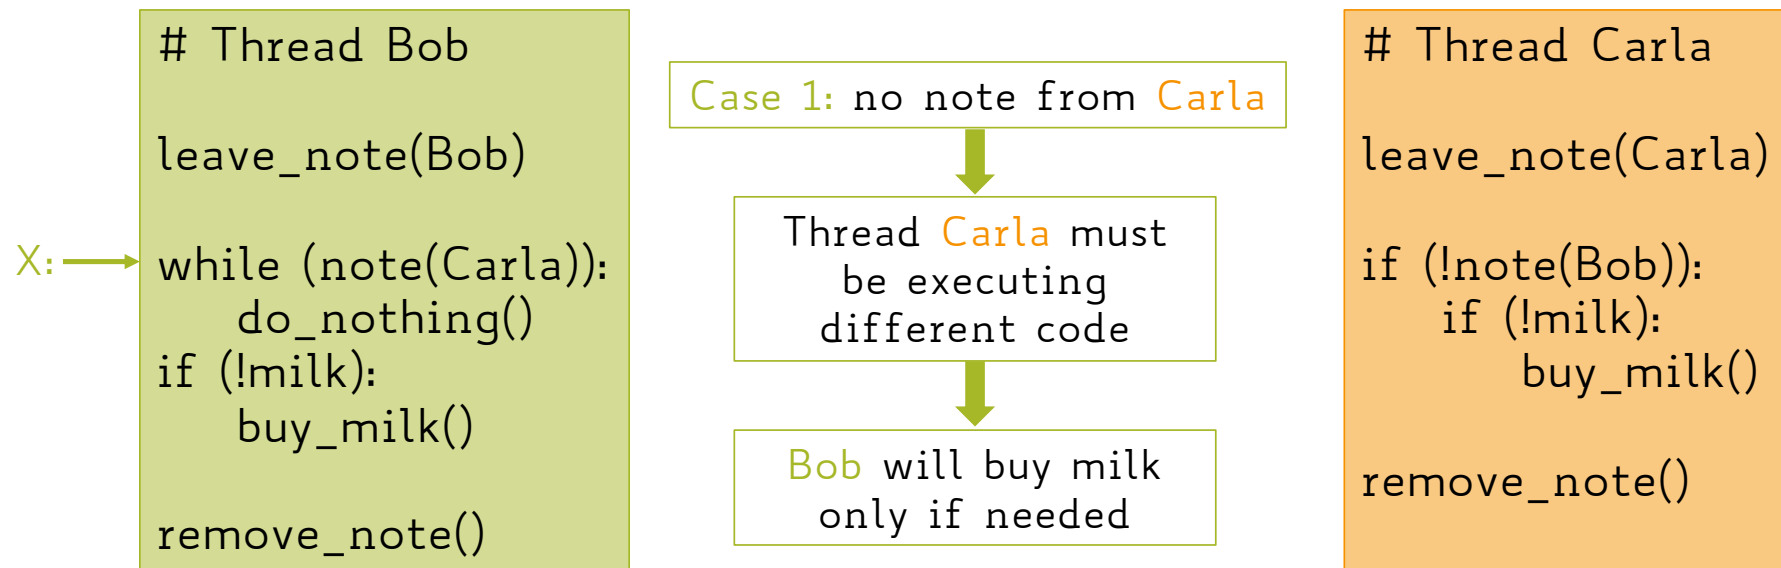 # Thread Bob
leave_note(Bob)
X:
while (note(Carla)):
do_nothing()
if (!milk):
buy_milk()
remove_note()
Case 1: no note from Carla
Thread Carla must
be executing
different code
Bob will buy milk
only if needed
# Thread Carla
leave_note(Carla)
if (!note(Bob)):
if (!milk):
buy_milk()
remove_note()